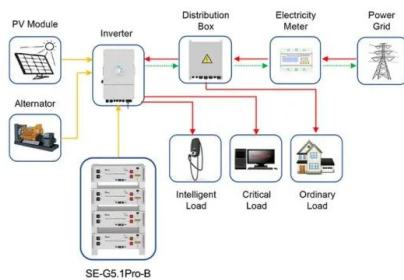 PV Module
Inverter
Distribution
Box
Electricity
Meter
Power
Grid
Alternator
Intelligent
Load
Critical
Load
Ordinary
Load
SE-G5.1Pro-B